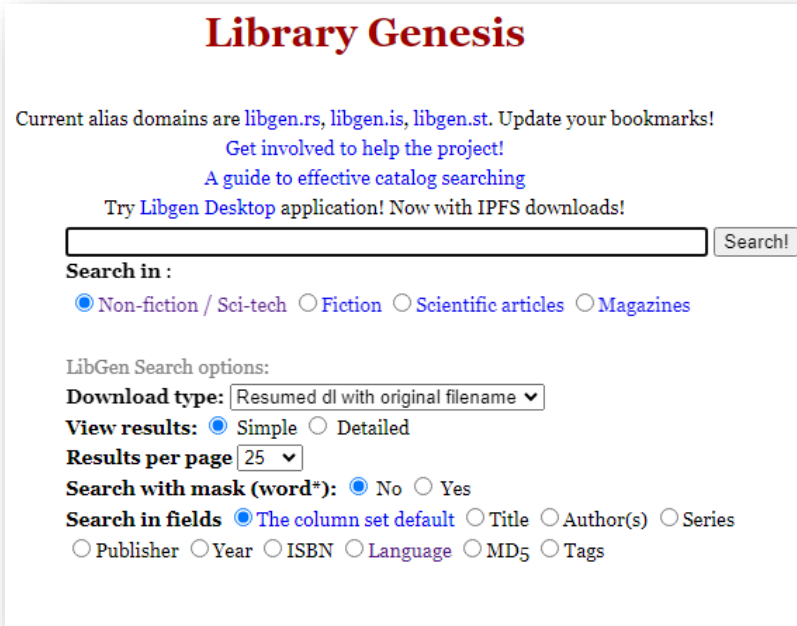 Library Genesis
Current alias domains are libgen.rs, libgen.is, libgen.st. Update your bookmarks!
Get involved to help the project!
A guide to effective catalog searching
Try Libgen Desktop application! Now with IPFS downloads!
Search!
Search in :
Non-fiction / Sci-tech Fiction Scientific articles Magazines
LibGen Search options:
Download type: Resumed dl with original filename
View results: Simple Detailed
Results per page 25
Search with mask (word*): No Yes
Search in fields The column set default Title Author(s) Series
Publisher Year ISBN Language MD5 Tags